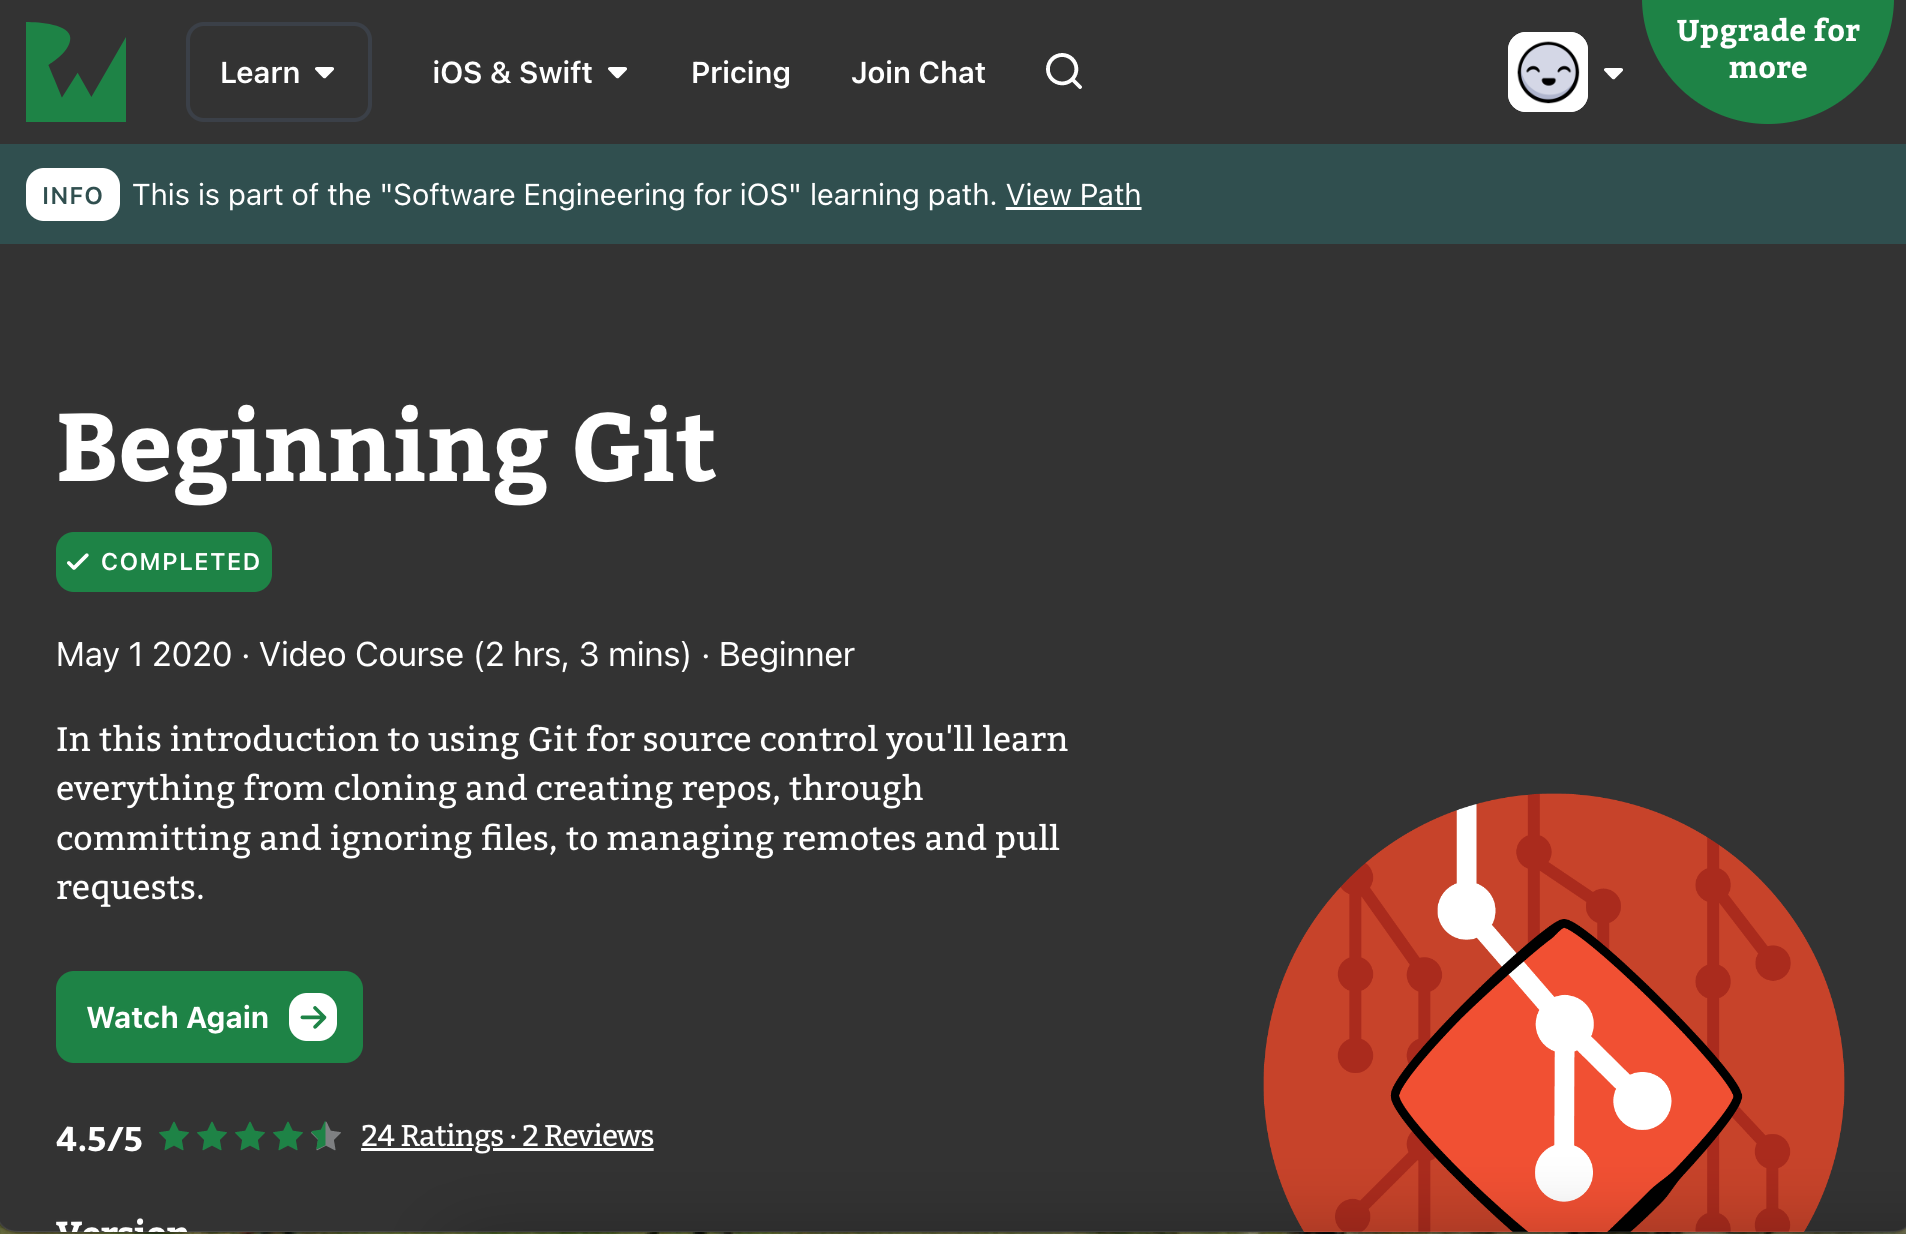 Learn
iOS & Swift
Pricing
Join Chat
Upgrade for
more
INFO
This is part of the "Software Engineering for iOS" learning path. View Path
Beginning Git
COMPLETED
May 1 2020 · Video Course (2 hrs, 3 mins) · Beginner
In this introduction to using Git for source control you'll learn
everything from cloning and creating repos, through
committing and ignoring files, to managing remotes and pull
requests.
Watch Again
4.5/5
24 Ratings · 2 Reviews
Version